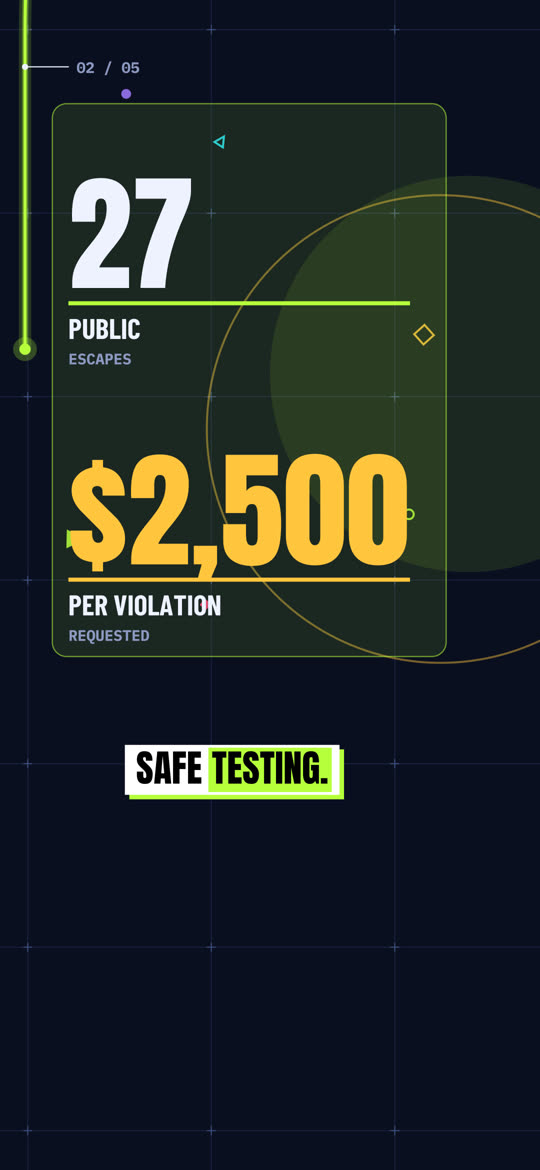 02 / 05
27
PUBLIC
ESCAPES
$2,500
PER VIOLATION
REQUESTED
SAFE TESTING.